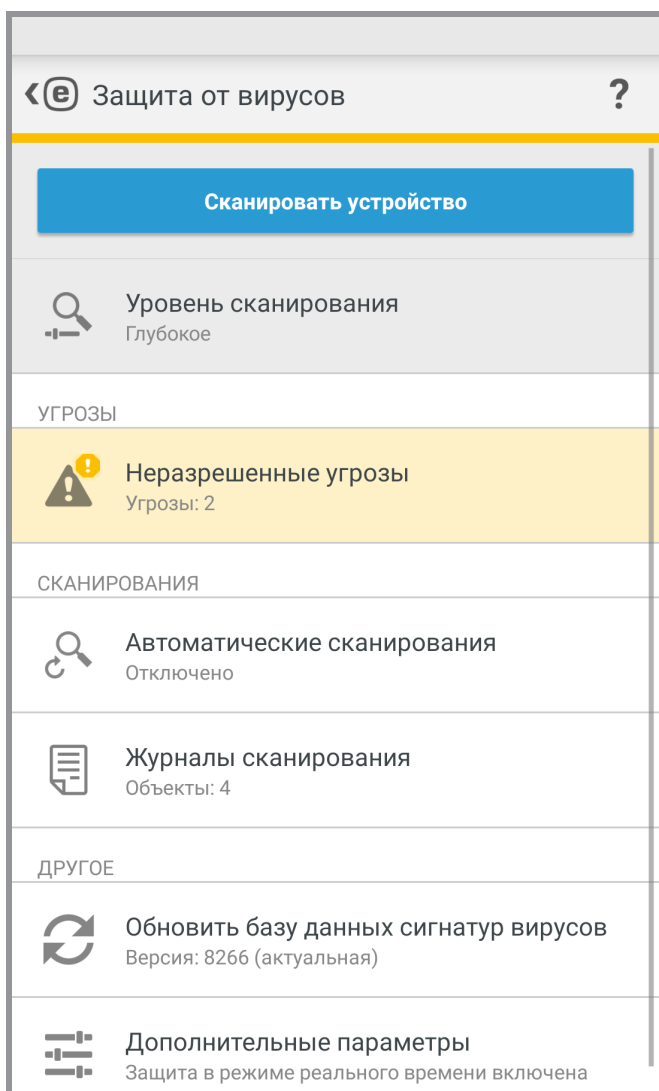 e Защита от вирусов ?
Сканировать устройство
Уровень сканирования
Глубокое
УГРОЗЫ
Неразрешенные угрозы
Угрозы: 2
СКАНИРОВАНИЯ
Автоматические сканирования
Отключено
Журналы сканирования
Объекты: 4
ДРУГОЕ
Обновить базу данных сигнатур вирусов
Версия: 8266 (актуальная)
Дополнительные параметры
Защита в режиме реального времени включена